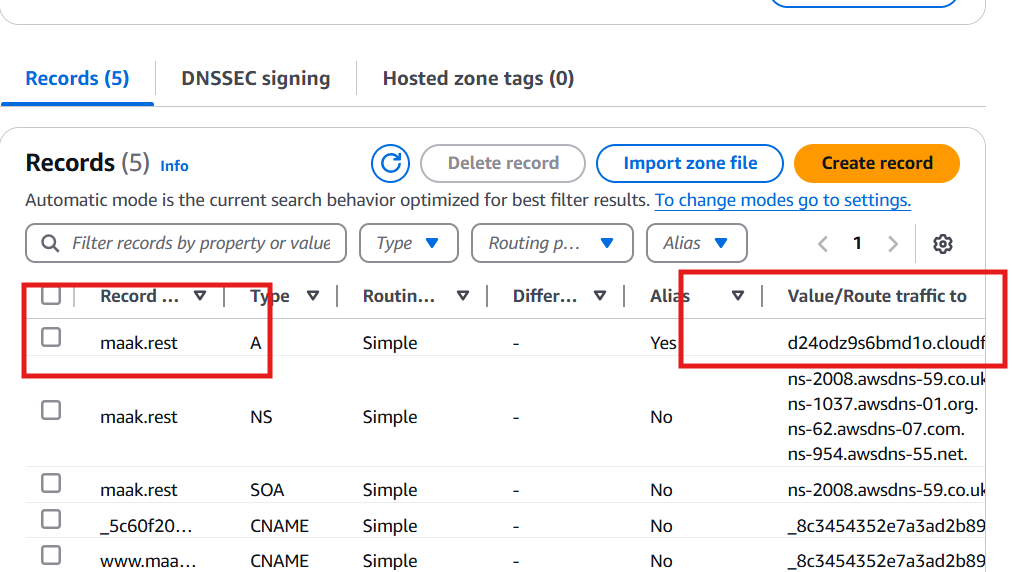 Records (5) DNSSEC signing Hosted zone tags (0)
Records (5) Info Delete record Import zone file Create record
Automatic mode is the current search behavior optimized for best filter results. To change modes go to settings.
Filter records by property or value Type Routing p... Alias 1
Record ... Type Routin... Differ... Alias Value/Route traffic to
maak.rest A Simple - Yes d24odz9s6bmd1o.cloudf
maak.rest NS Simple - No ns-2008.awsdns-59.co.uk
ns-1037.awsdns-01.org.
ns-62.awsdns-07.com.
ns-954.awsdns-55.net.
maak.rest SOA Simple - No ns-2008.awsdns-59.co.uk
_5c60f20... CNAME Simple - No _8c3454352e7a3ad2b89
www.maa... CNAME Simple - No _8c3454352e7a3ad2b89